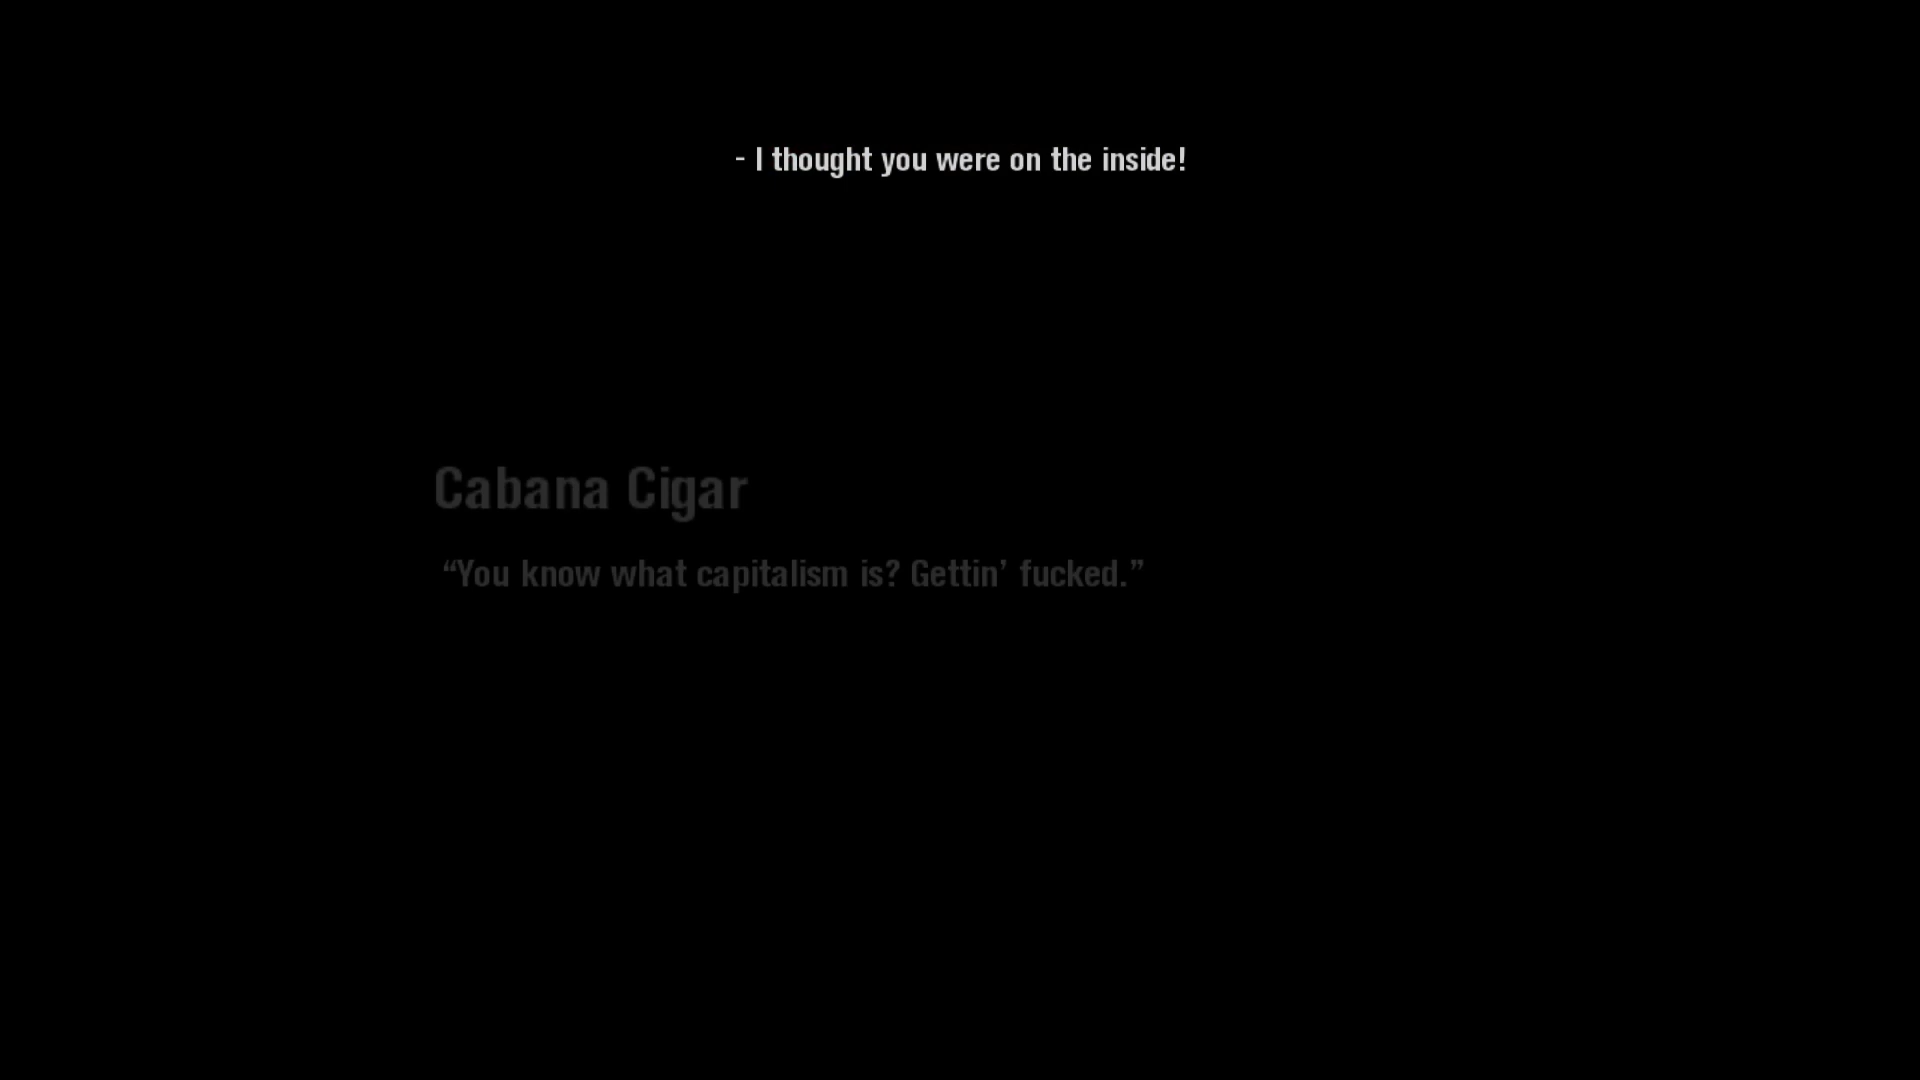 - I thought you were on the inside!
Cabana Cigar
“You know what capitalism is? Gettin’ fucked.”